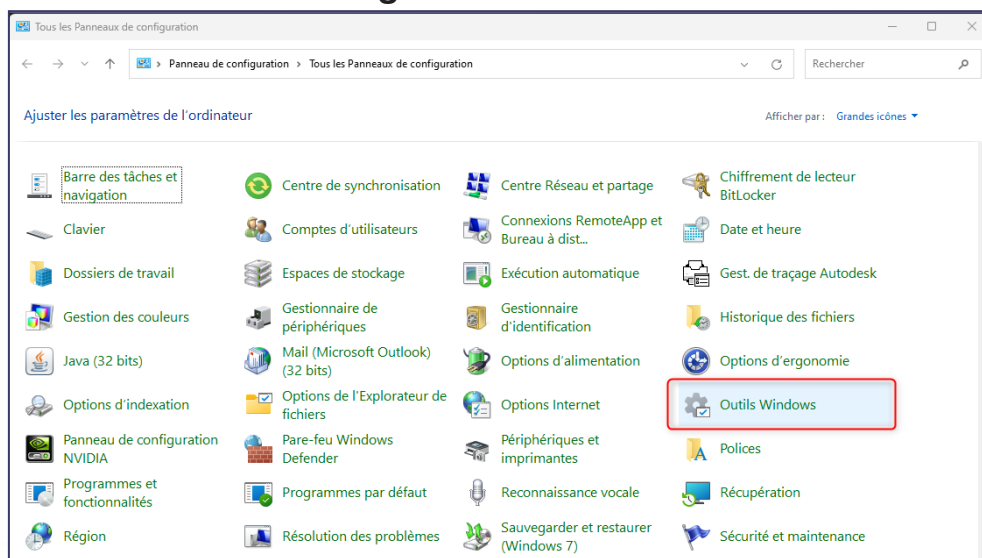 Tous les Panneaux de configuration
Panneau de configuration > Tous les Panneaux de configuration
Rechercher
Ajuster les paramètres de l'ordinateur
Afficher par : Grandes icônes
Barre des tâches et
navigation
Centre de synchronisation
Centre Réseau et partage
Chiffrement de lecteur
BitLocker
Clavier
Comptes d'utilisateurs
Connexions RemoteApp et
Bureau à dist...
Date et heure
Dossiers de travail
Espaces de stockage
Exécution automatique
Gest. de traçage Autodesk
Gestion des couleurs
Gestionnaire de
périphériques
Gestionnaire
d'identification
Historique des fichiers
Java (32 bits)
Mail (Microsoft Outlook)
(32 bits)
Options d'alimentation
Options d'ergonomie
Options d'indexation
Options de l'Explorateur de
fichiers
Options Internet
Outils Windows
Panneau de configuration
NVIDIA
Pare-feu Windows
Defender
Périphériques et
imprimantes
Polices
Programmes et
fonctionnalités
Programmes par défaut
Reconnaissance vocale
Récupération
Région
Résolution des problèmes
Sauvegarder et restaurer
(Windows 7)
Sécurité et maintenance